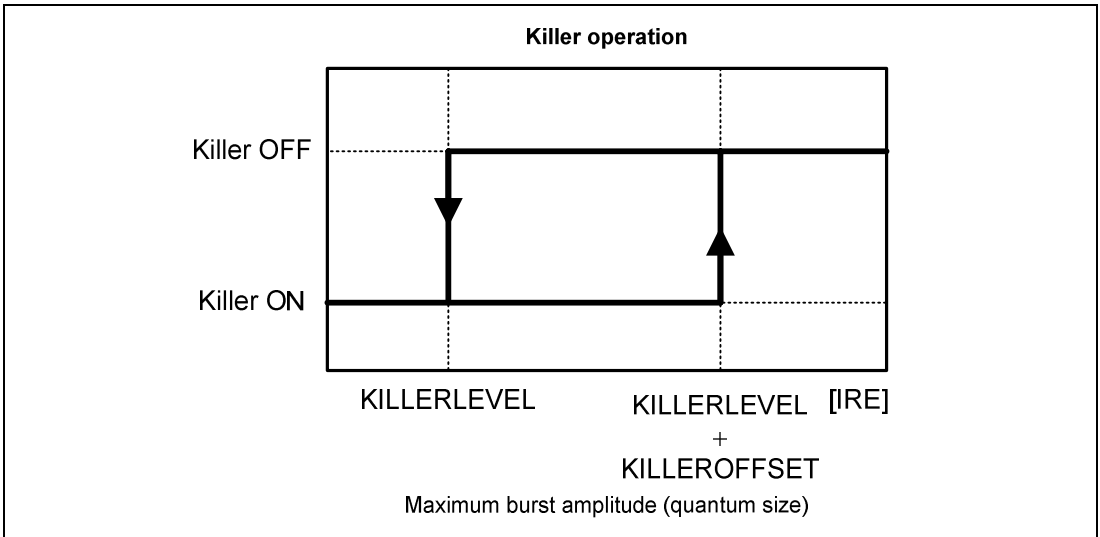 Killer operation
Killer OFF
Killer ON
KILLERLEVEL
KILLERLEVEL
+
KILLEROFFSET
[IRE]
Maximum burst amplitude (quantum size)